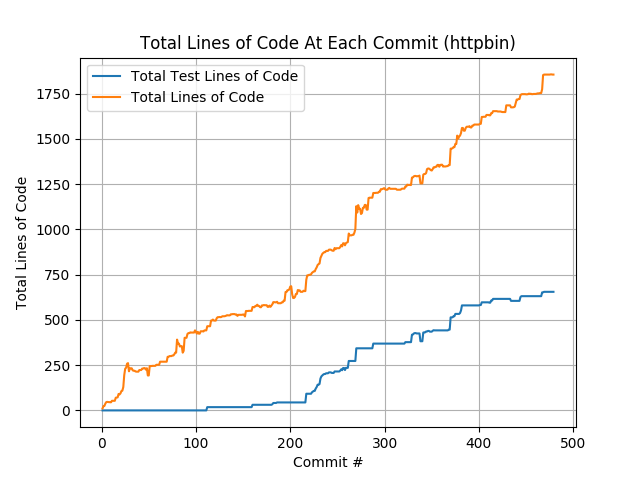 Total Lines of Code At Each Commit (httpbin)
Total Test Lines of Code
Total Lines of Code
Total Lines of Code
1750
1500
1250
1000
750
500
250
0
0
100
200
300
400
500
Commit #